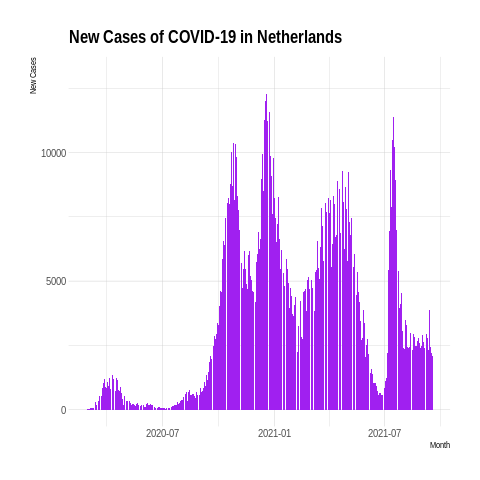 New Cases of COVID-19 in Netherlands
New Cases
10000
5000
0
2020-07 2021-01 2021-07
Month